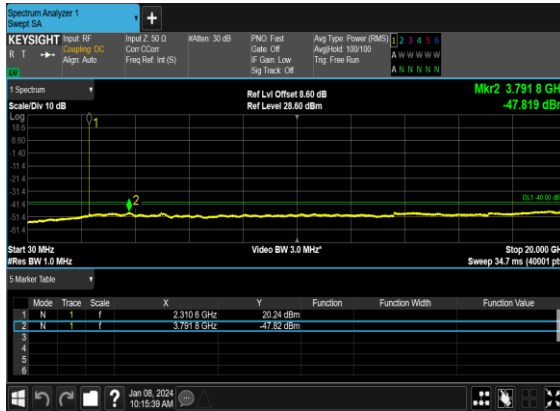 Spectrum Analyzer 1
Swept SA
+
KEYSIGHT Input: RF Input Z: 50 Ω #Atten: 30 dB PNO: Fast Avg Type: Power (RMS) 1 2 3 4 5 6
R T Coupling: DC Corr CCorr Gate: Off Avg|Hold: 100/100 A W W W W W
Align: Auto Freq Ref: Int (S) IF Gain: Low Trig: Free Run
Sig Track: Off A N N N N N
1 Spectrum
Ref Lvl Offset 8.60 dB Mkr2 3.791 8 GH
Scale/Div 10 dB Ref Level 28.60 dBm -47.819 dBr
Log
18.6
8.60
-1.40
-11.4
-21.4
-31.4
-41.4
-51.4
-61.4
1
2
DL1 -40.00 dB
Start 30 MHz Video BW 3.0 MHz* Stop 20.000 GH
#Res BW 1.0 MHz Sweep 34.7 ms (40001 pt
5 Marker Table
Mode Trace Scale X Y Function Function Width Function Value
1 N 1 f 2.310 6 GHz 20.24 dBm
2 N 1 f 3.791 8 GHz -47.82 dBm
3
4
5
6
? Jan 08, 2024
10:15:39 AM